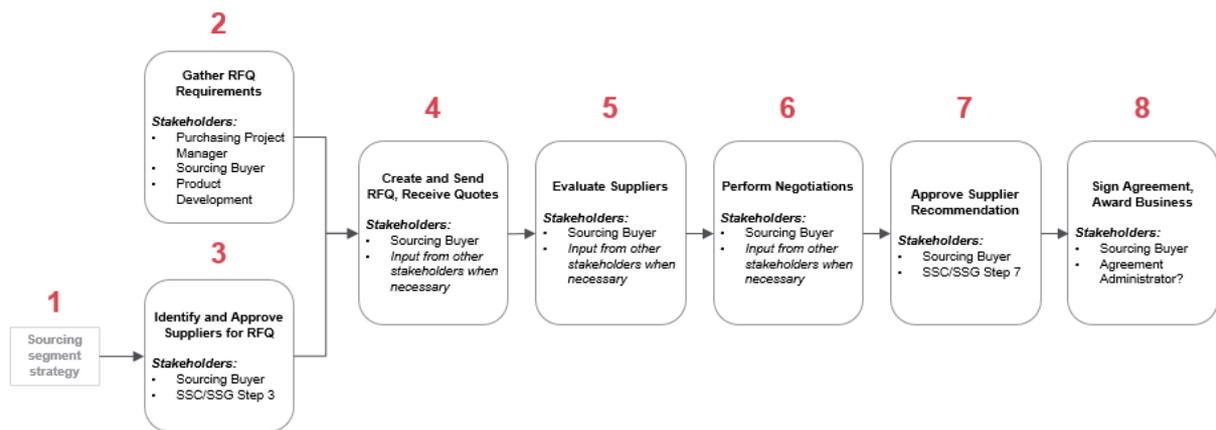 2
Gather RFQ
Requirements
Stakeholders:
• Purchasing Project
Manager
• Sourcing Buyer
• Product
Development
3
Identify and Approve
Suppliers for RFQ
Stakeholders:
• Sourcing Buyer
• SSC/SSG Step 3
1
Sourcing
segment
strategy
4
Create and Send
RFQ, Receive Quotes
Stakeholders:
• Sourcing Buyer
• Input from other
stakeholders when
necessary
5
Evaluate Suppliers
Stakeholders:
• Sourcing Buyer
• Input from other
stakeholders when
necessary
6
Perform Negotiations
Stakeholders:
• Sourcing Buyer
• Input from other
stakeholders when
necessary
7
Approve Supplier
Recommendation
Stakeholders:
• Sourcing Buyer
• SSC/SSG Step 7
8
Sign Agreement,
Award Business
Stakeholders:
• Sourcing Buyer
• Agreement
Administrator?